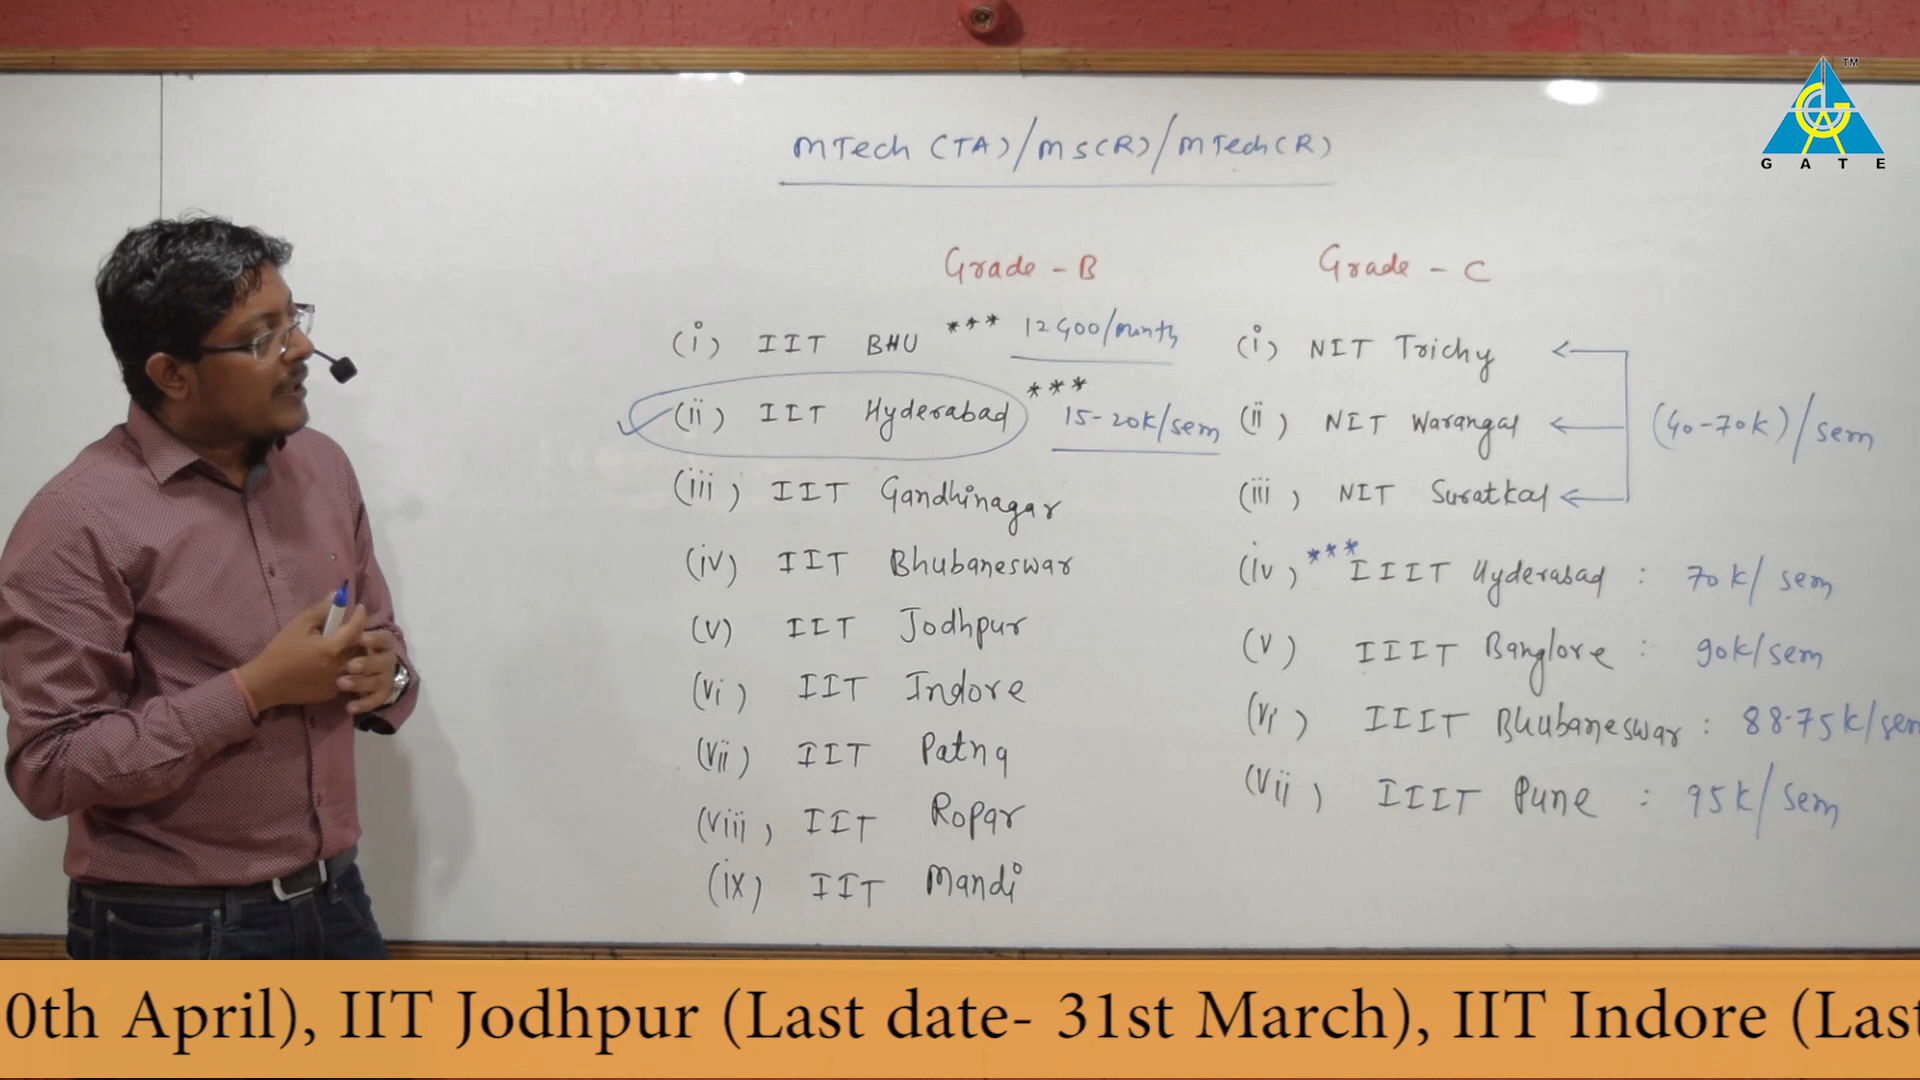 TM
GATE
MTech (TA)/MS(R)/MTech(R)
Grade - B
(i) IIT BHU *** 12400/month
(ii) IIT Hyderabad *** 15-20K/sem
(iii) IIT Gandhinagar
(iv) IIT Bhubaneswar
(v) IIT Jodhpur
(vi) IIT Indore
(vii) IIT Patna
(viii) IIT Ropar
(ix) IIT Mandi
Grade - C
(i) NIT Trichy
(ii) NIT Warangal
(iii) NIT Suratkal
(40-70K)/sem
(iv) *** IIIT Hyderabad : 70K/sem
(v) IIIT Banglore : 90K/sem
(vi) IIIT Bhubaneswar : 88.75K/sem
(vii) IIIT Pune : 95K/sem
0th April), IIT Jodhpur (Last date- 31st March), IIT Indore (Last